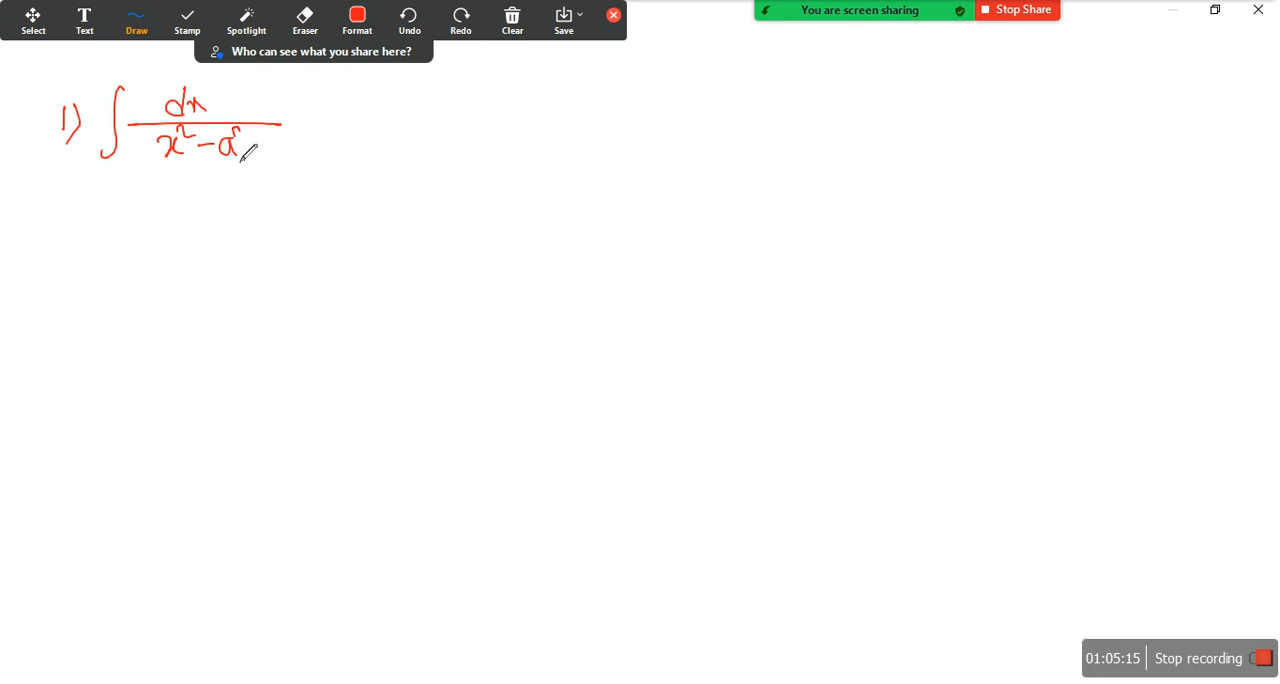 Select Text Draw Stamp Spotlight Eraser Format Undo Redo Clear Save
You are screen sharing Stop Share
Who can see what you share here?
1) ∫ dx
x² - a²
01:05:15 Stop recording